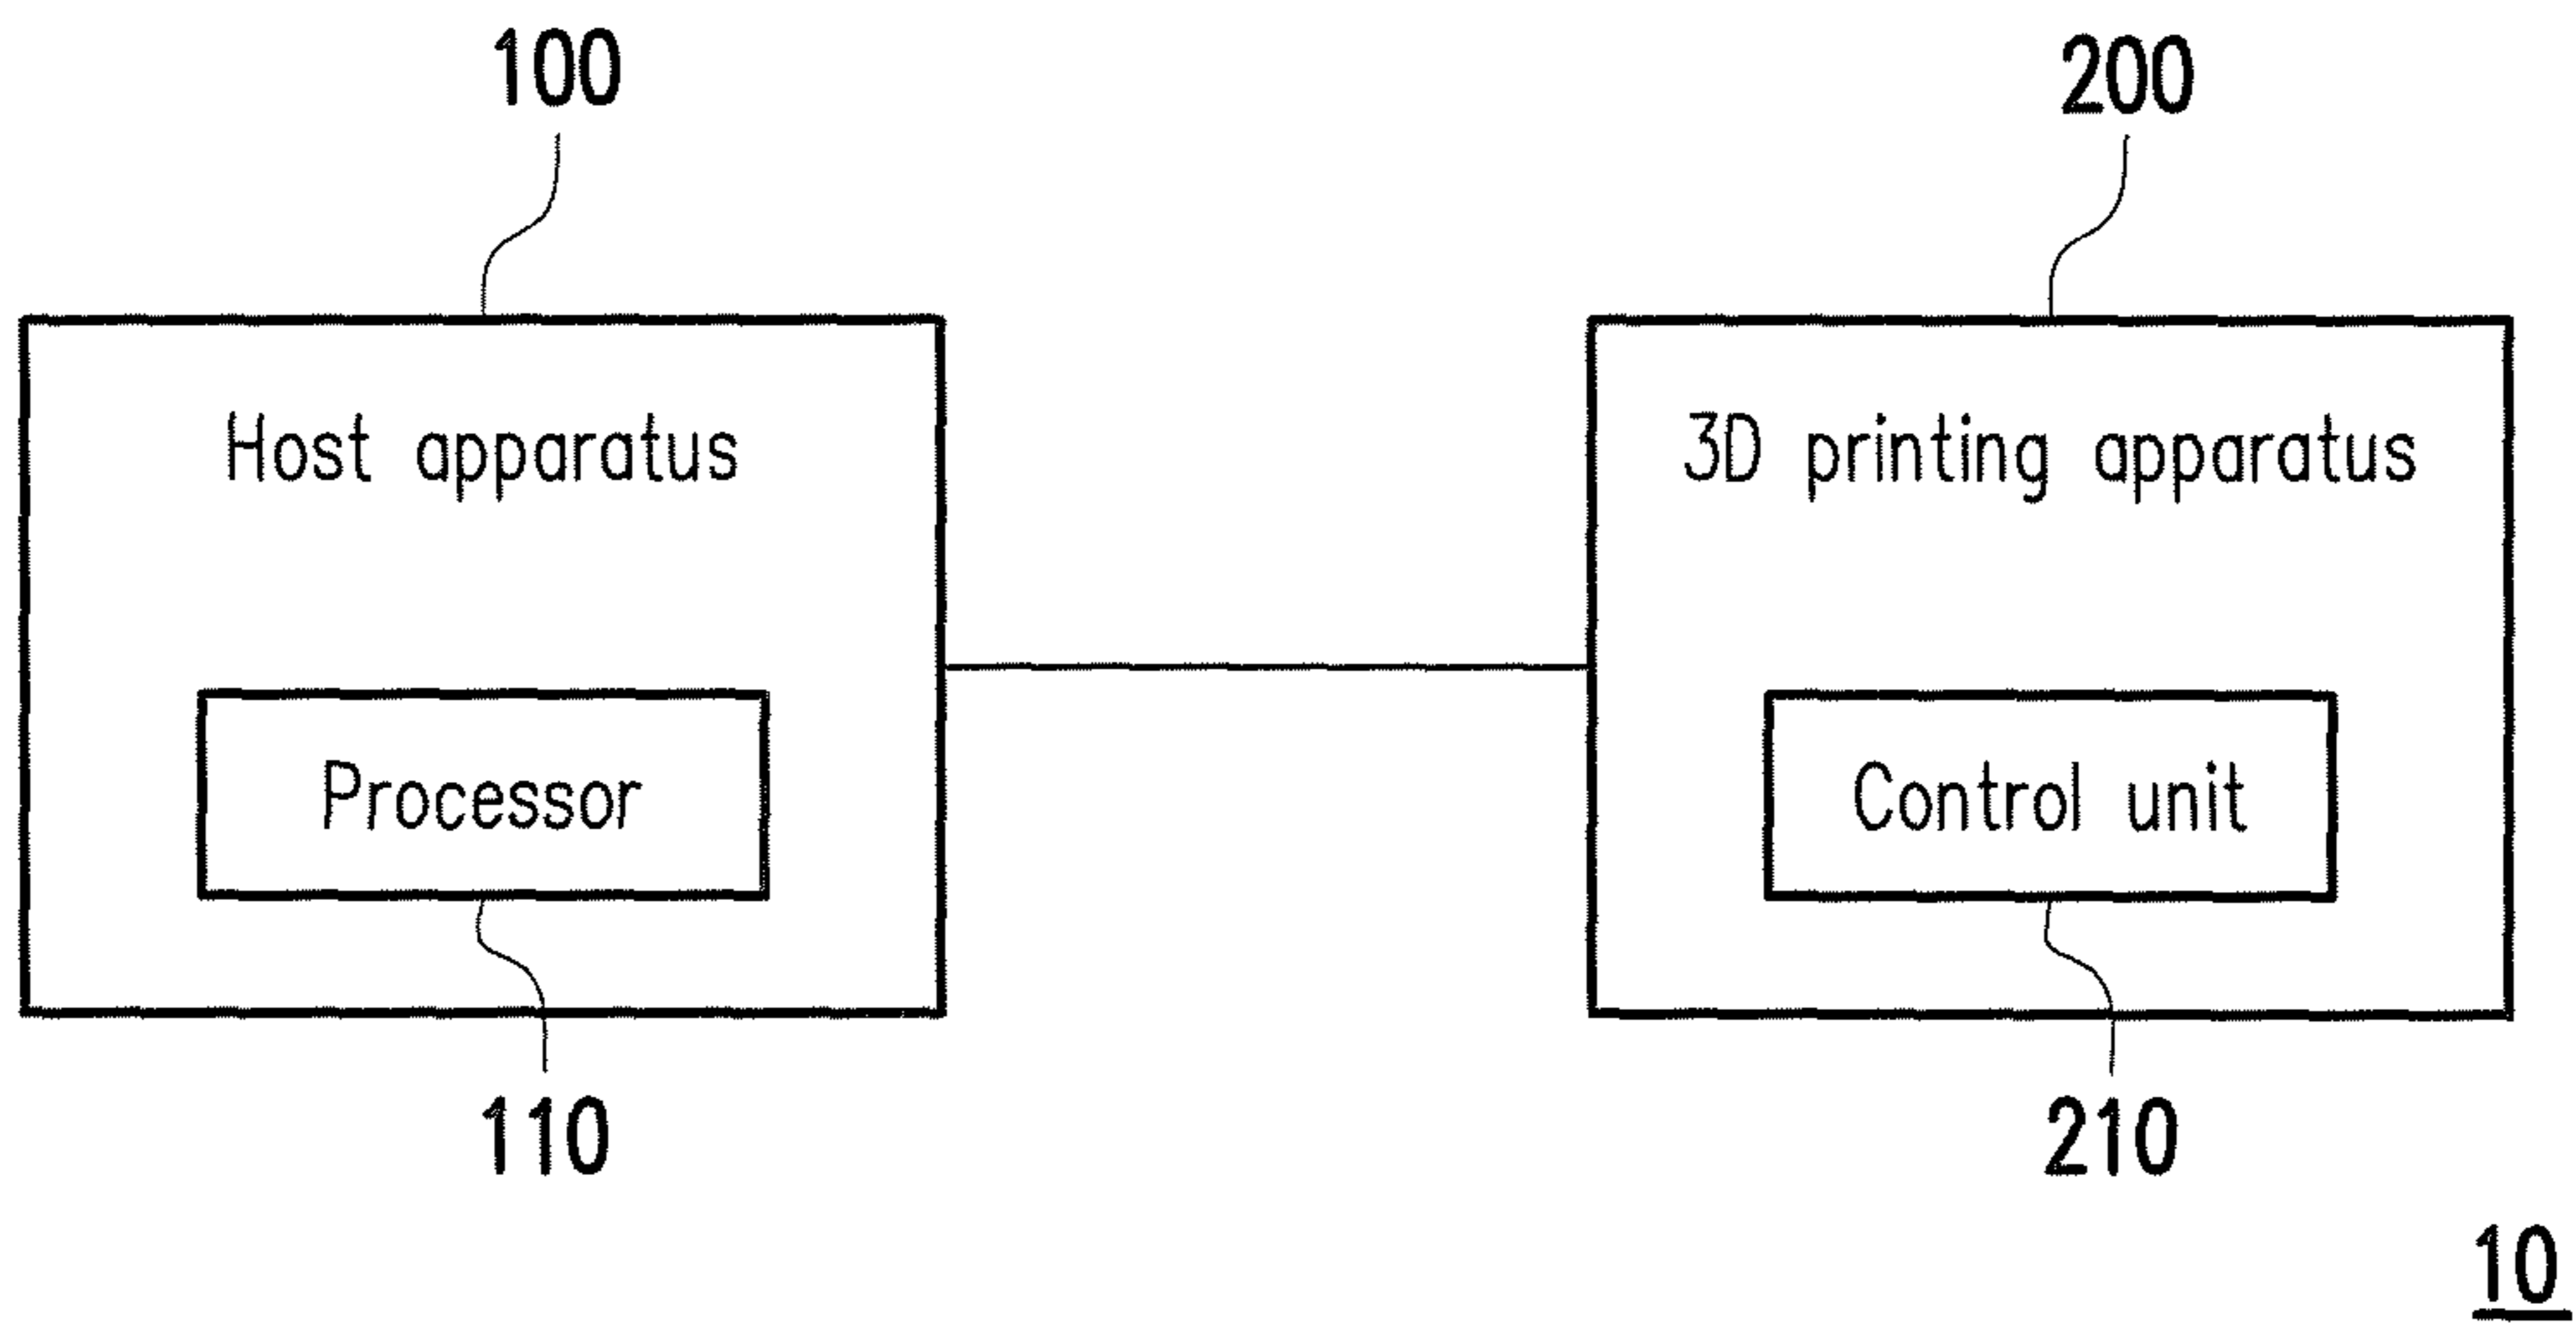 100
200
Host apparatus
3D printing apparatus
Processor
Control unit
110
210
10